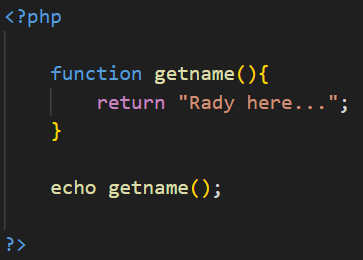 <?php
function getname(){
return "Rady here...";
}
echo getname();
?>